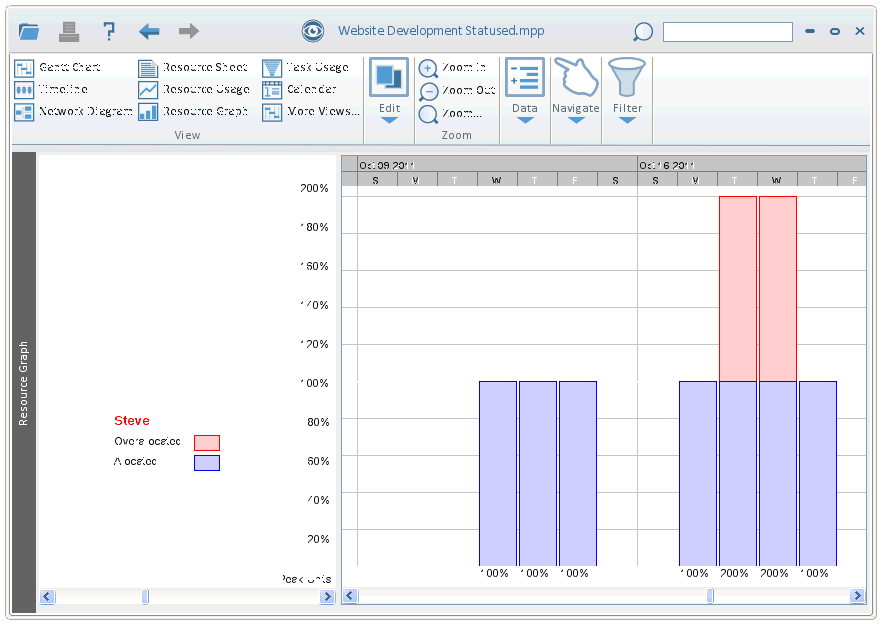 Website Development Statused.mpp
Gantt Chart Resource Sheet Task Usage
Timeline Resource Usage Calendar
Network Diagram Resource Graph More Views...
View
Edit
Zoom In
Zoom Out
Zoom...
Zoom
Data
Navigate
Filter
Resource Graph
Oct 09 2011 Oct 16 2011
S M T W T F S S M T W T F
200%
180%
160%
140%
120%
100%
80%
60%
40%
20%
Peak Units
Steve
Overallocated
Allocated
100% 100% 100% 100% 200% 200% 100%